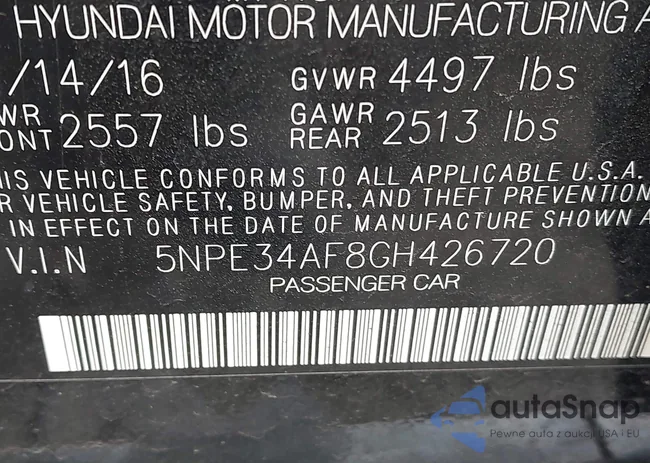 HYUNDAI MOTOR MANUFACTURING A
/14/16 GVWR 4497 lbs
WR GAWR
ONT 2557 lbs REAR 2513 lbs
IS VEHICLE CONFORMS TO ALL APPLICABLE U.S.A.
R VEHICLE SAFETY, BUMPER, AND THEFT PREVENTION
IN EFFECT ON THE DATE OF MANUFACTURE SHOWN A
V.I.N 5NPE34AF8GH426720
PASSENGER CAR
autaSnap
Pewne auta z aukcji USA i EU